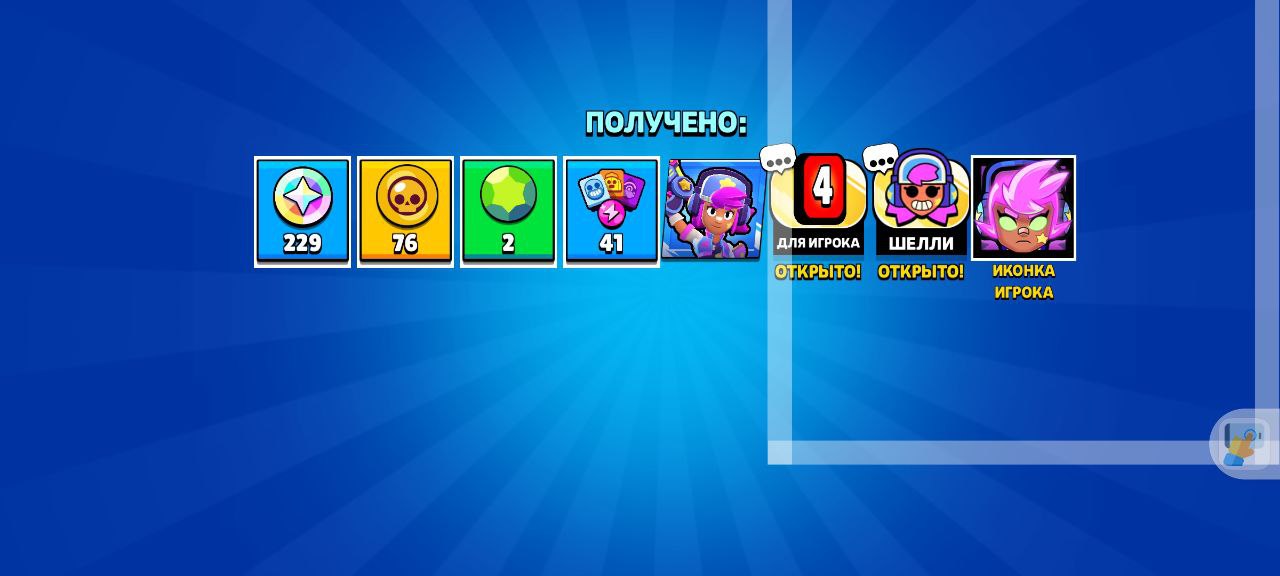 ПОЛУЧЕНО:
229
76
2
41
4
ДЛЯ ИГРОКА
ОТКРЫТО!
ШЕЛЛИ
ОТКРЫТО!
ИКОНКА
ИГРОКА